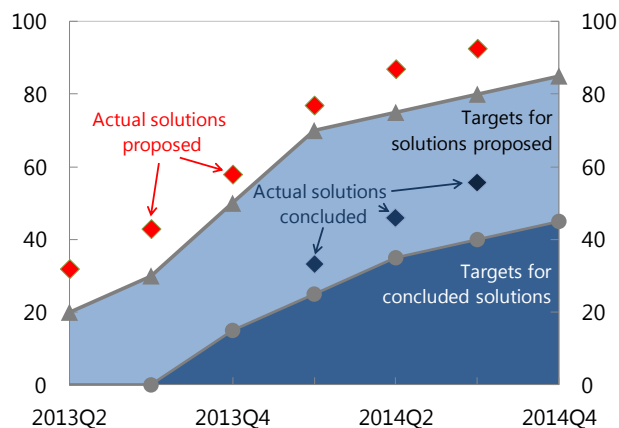 100
100
80
80
60
60
40
40
20
20
0
0
Actual solutions
proposed
Targets for
solutions proposed
Actual solutions
concluded
Targets for
concluded solutions
2013Q2
2013Q4
2014Q2
2014Q4